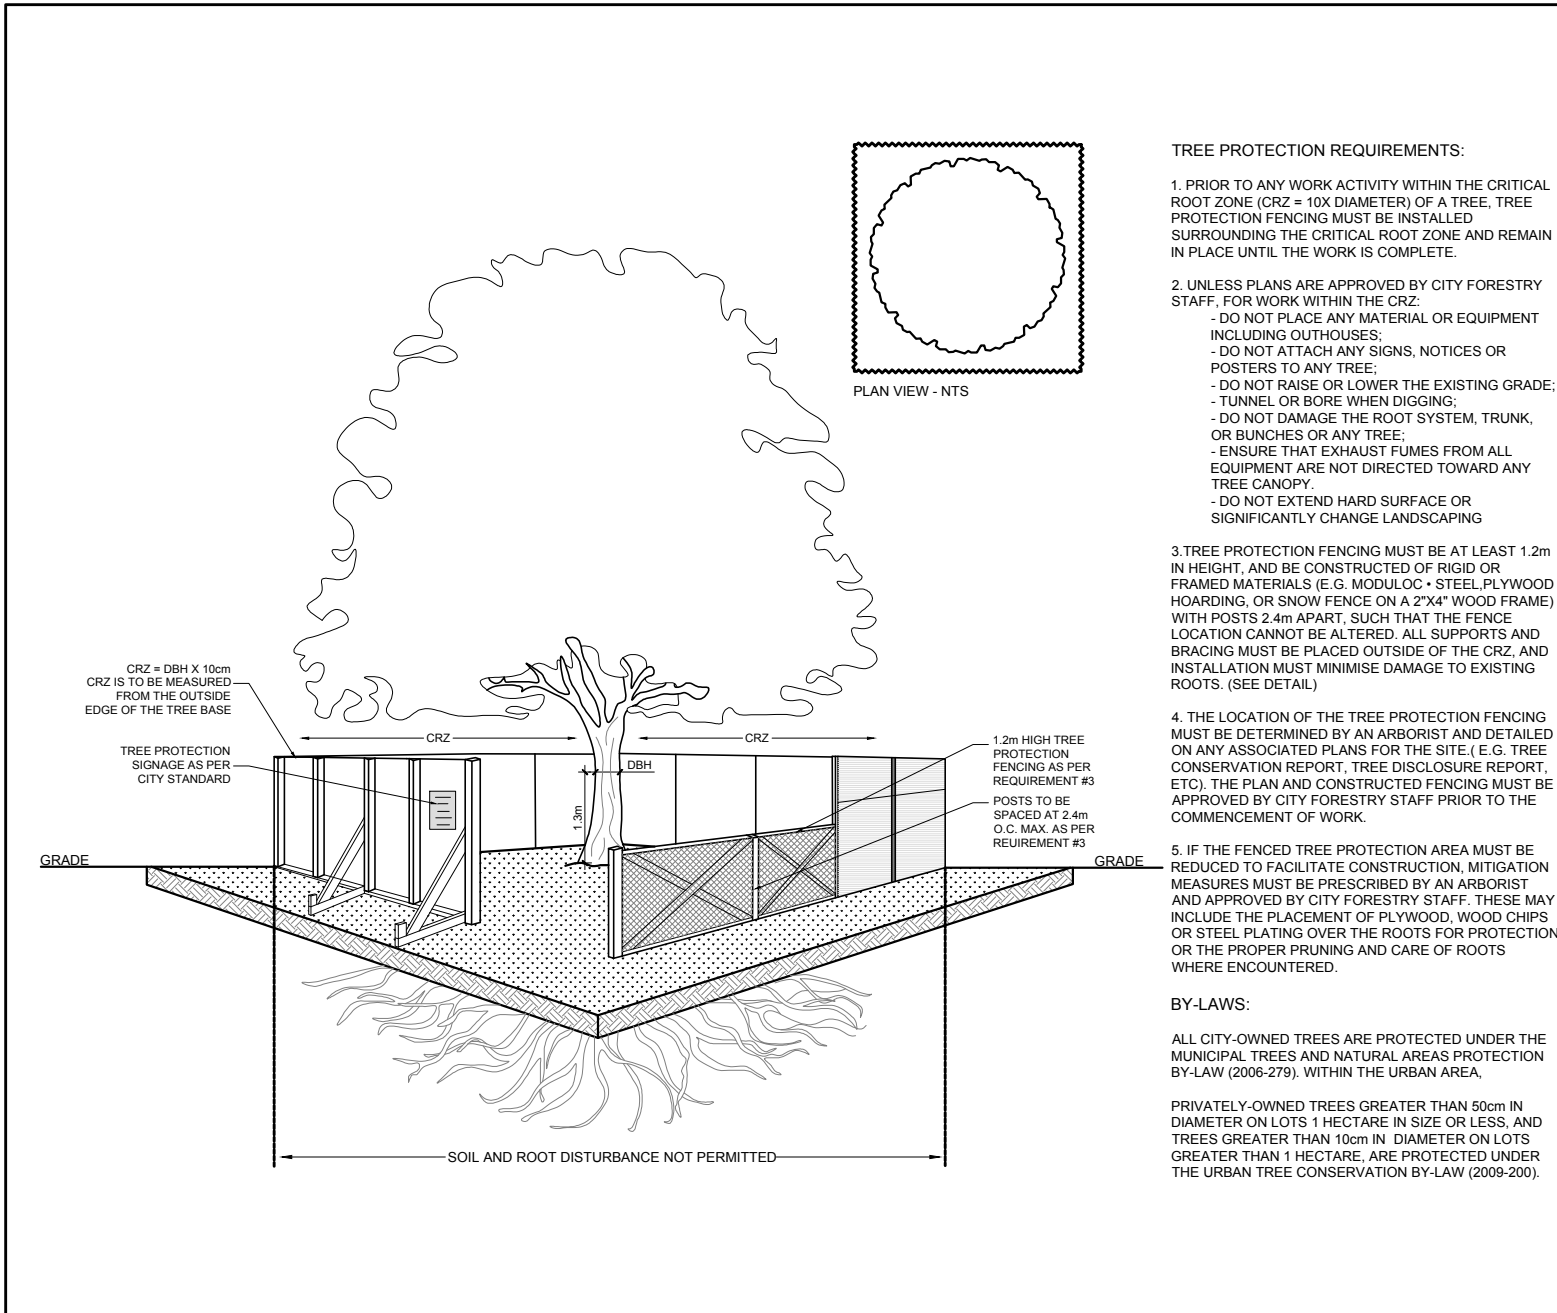 PLAN VIEW - NTS
CRZ = DBH X 10cm
CRZ IS TO BE MEASURED
FROM THE OUTSIDE
EDGE OF THE TREE BASE
TREE PROTECTION
SIGNAGE AS PER
CITY STANDARD
CRZ
CRZ
DBH
1.3m
1.2m HIGH TREE
PROTECTION
FENCING AS PER
REQUIREMENT #3
POSTS TO BE
SPACED AT 2.4m
O.C. MAX. AS PER
REUIREMENT #3
GRADE
GRADE
SOIL AND ROOT DISTURBANCE NOT PERMITTED
TREE PROTECTION REQUIREMENTS:
1. PRIOR TO ANY WORK ACTIVITY WITHIN THE CRITICAL
ROOT ZONE (CRZ = 10X DIAMETER) OF A TREE, TREE
PROTECTION FENCING MUST BE INSTALLED
SURROUNDING THE CRITICAL ROOT ZONE AND REMAIN
IN PLACE UNTIL THE WORK IS COMPLETE.
2. UNLESS PLANS ARE APPROVED BY CITY FORESTRY
STAFF, FOR WORK WITHIN THE CRZ:
- DO NOT PLACE ANY MATERIAL OR EQUIPMENT
INCLUDING OUTHOUSES;
- DO NOT ATTACH ANY SIGNS, NOTICES OR
POSTERS TO ANY TREE;
- DO NOT RAISE OR LOWER THE EXISTING GRADE;
- TUNNEL OR BORE WHEN DIGGING;
- DO NOT DAMAGE THE ROOT SYSTEM, TRUNK,
OR BUNCHES OR ANY TREE;
- ENSURE THAT EXHAUST FUMES FROM ALL
EQUIPMENT ARE NOT DIRECTED TOWARD ANY
TREE CANOPY.
- DO NOT EXTEND HARD SURFACE OR
SIGNIFICANTLY CHANGE LANDSCAPING
3.TREE PROTECTION FENCING MUST BE AT LEAST 1.2m
IN HEIGHT, AND BE CONSTRUCTED OF RIGID OR
FRAMED MATERIALS (E.G. MODULOC • STEEL,PLYWOOD
HOARDING, OR SNOW FENCE ON A 2"X4" WOOD FRAME)
WITH POSTS 2.4m APART, SUCH THAT THE FENCE
LOCATION CANNOT BE ALTERED. ALL SUPPORTS AND
BRACING MUST BE PLACED OUTSIDE OF THE CRZ, AND
INSTALLATION MUST MINIMISE DAMAGE TO EXISTING
ROOTS. (SEE DETAIL)
4. THE LOCATION OF THE TREE PROTECTION FENCING
MUST BE DETERMINED BY AN ARBORIST AND DETAILED
ON ANY ASSOCIATED PLANS FOR THE SITE.( E.G. TREE
CONSERVATION REPORT, TREE DISCLOSURE REPORT,
ETC). THE PLAN AND CONSTRUCTED FENCING MUST BE
APPROVED BY CITY FORESTRY STAFF PRIOR TO THE
COMMENCEMENT OF WORK.
5. IF THE FENCED TREE PROTECTION AREA MUST BE
REDUCED TO FACILITATE CONSTRUCTION, MITIGATION
MEASURES MUST BE PRESCRIBED BY AN ARBORIST
AND APPROVED BY CITY FORESTRY STAFF. THESE MAY
INCLUDE THE PLACEMENT OF PLYWOOD, WOOD CHIPS
OR STEEL PLATING OVER THE ROOTS FOR PROTECTION
OR THE PROPER PRUNING AND CARE OF ROOTS
WHERE ENCOUNTERED.
BY-LAWS:
ALL CITY-OWNED TREES ARE PROTECTED UNDER THE
MUNICIPAL TREES AND NATURAL AREAS PROTECTION
BY-LAW (2006-279). WITHIN THE URBAN AREA,
PRIVATELY-OWNED TREES GREATER THAN 50cm IN
DIAMETER ON LOTS 1 HECTARE IN SIZE OR LESS, AND
TREES GREATER THAN 10cm IN DIAMETER ON LOTS
GREATER THAN 1 HECTARE, ARE PROTECTED UNDER
THE URBAN TREE CONSERVATION BY-LAW (2009-200).